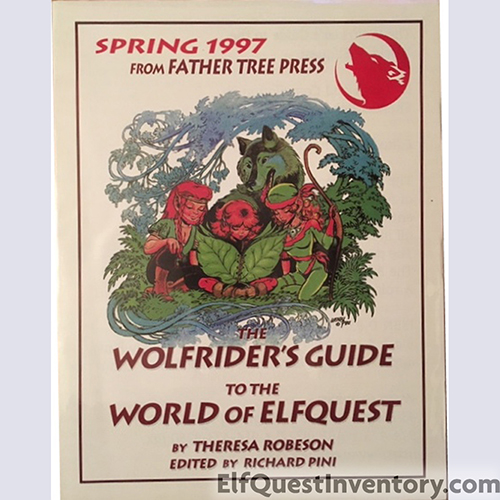 SPRING 1997
FROM FATHER TREE PRESS
THE
WOLFRIDER'S GUIDE
TO THE
WORLD OF ELFQUEST
BY THERESA ROBESON
EDITED BY RICHARD PINI
ElfQuestInventory.com